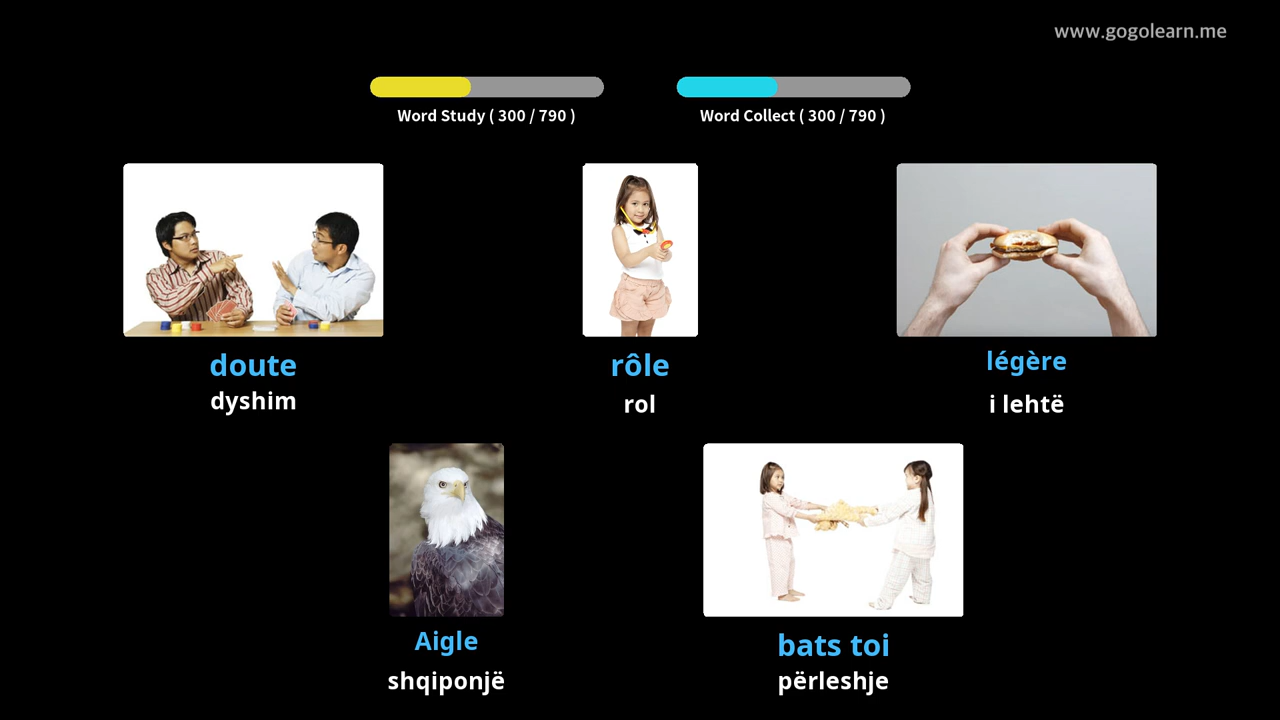 www.gogolearn.me
Word Study ( 300 / 790 )
Word Collect ( 300 / 790 )
doute
dyshim
rôle
rol
légère
i lehtë
Aigle
shqiponjë
bats toi
përleshje